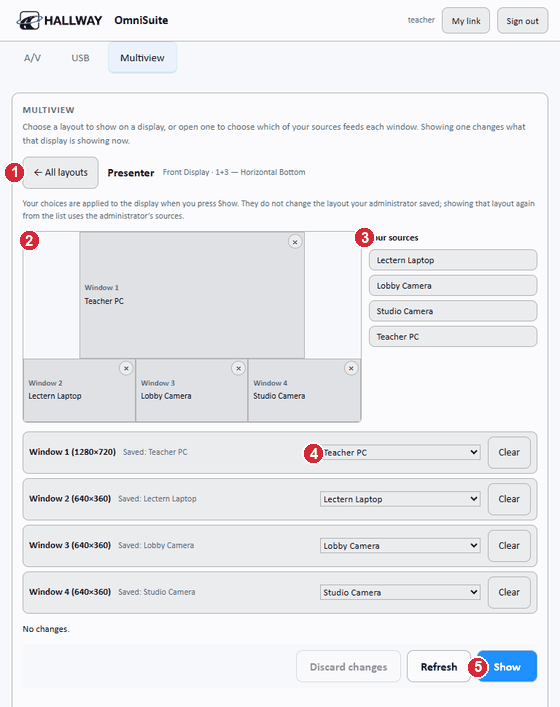 HALLWAY OmniSuite teacher My link Sign out
A/V USB Multiview
MULTIVIEW
Choose a layout to show on a display, or open one to choose which of your sources feeds each window. Showing one changes what
that display is showing now.
1 ← All layouts Presenter Front Display · 1+3 — Horizontal Bottom
Your choices are applied to the display when you press Show. They do not change the layout your administrator saved; showing that layout again
from the list uses the administrator's sources.
2
×
Window 1
Teacher PC
×
Window 2
Lectern Laptop
×
Window 3
Lobby Camera
×
Window 4
Studio Camera
3 ur sources
Lectern Laptop
Lobby Camera
Studio Camera
Teacher PC
Window 1 (1280×720) Saved: Teacher PC 4 Teacher PC Clear
Window 2 (640×360) Saved: Lectern Laptop Lectern Laptop Clear
Window 3 (640×360) Saved: Lobby Camera Lobby Camera Clear
Window 4 (640×360) Saved: Studio Camera Studio Camera Clear
No changes.
Discard changes Refresh 5 Show